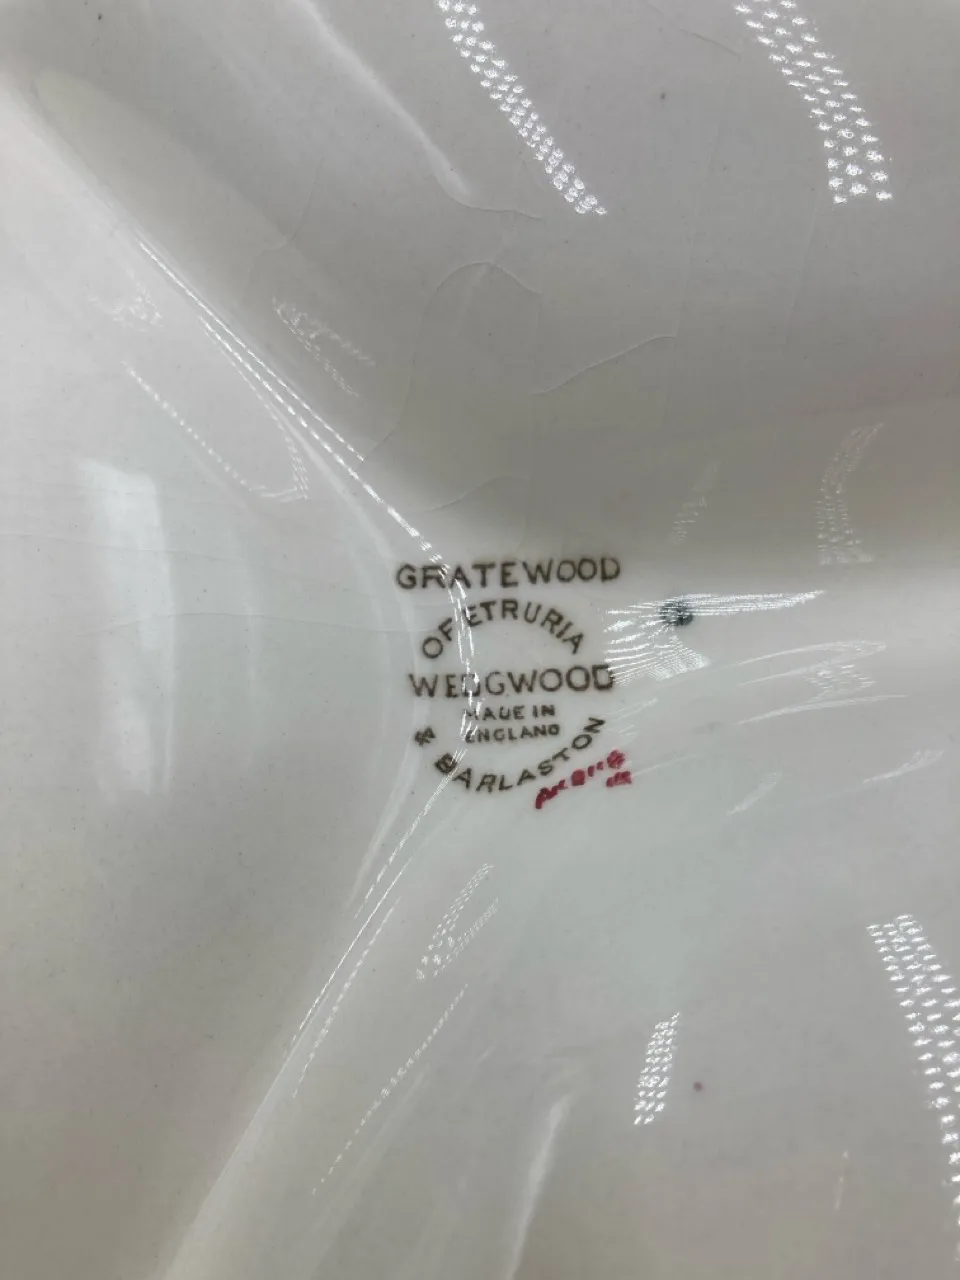 GRATEWOOD
OF ETRURIA
WEDGWOOD
MADE IN
ENGLAND
& BARLASTON